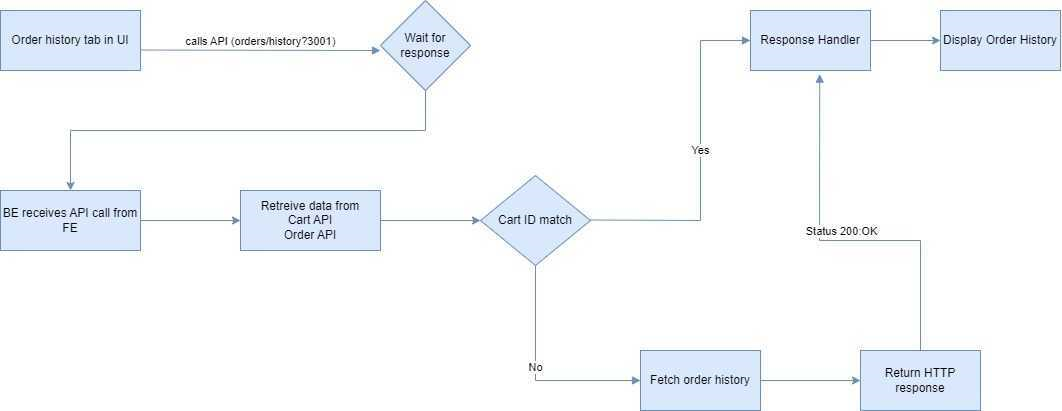 Order history tab in UI
calls API (orders/history?3001)
Wait for
response
Response Handler
Display Order History
Yes
BE receives API call from
FE
Retreive data from
Cart API
Order API
Cart ID match
Status 200:OK
No
Fetch order history
Return HTTP
response